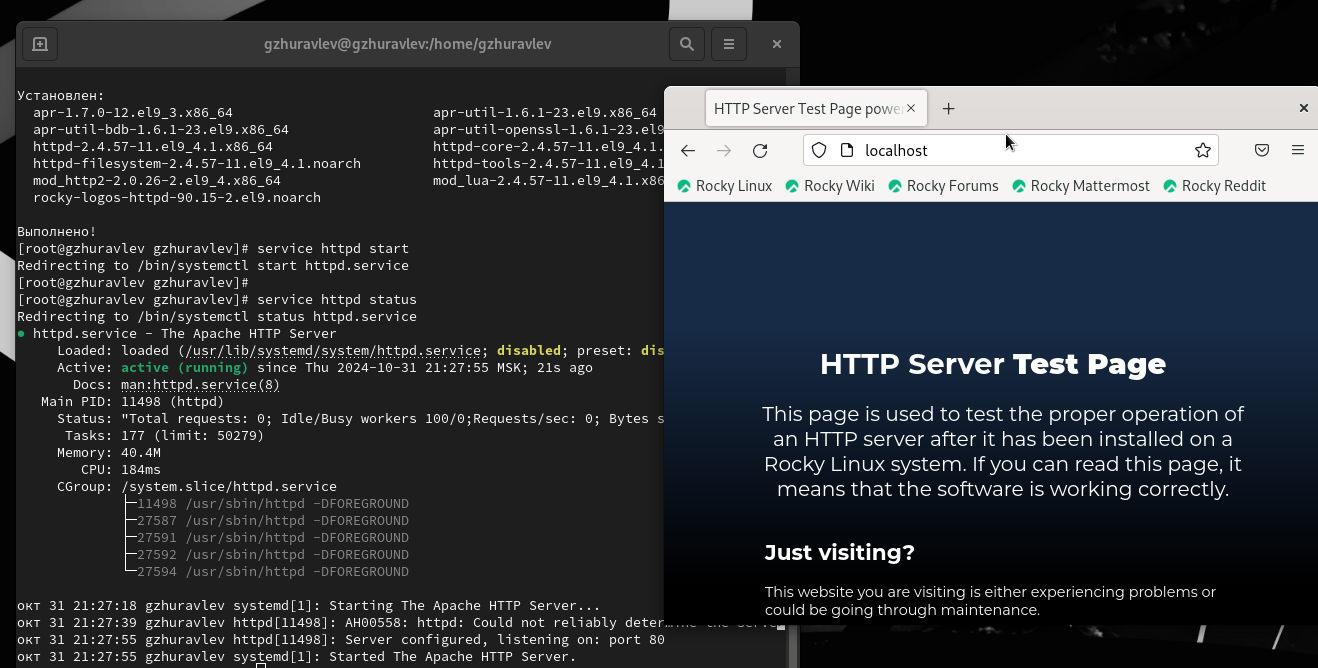 gzhuravlev@gzhuravlev:/home/gzhuravlev
Установлен:
apr-1.7.0-12.el9_3.x86_64 apr-util-1.6.1-23.el9.x86_64
apr-util-bdb-1.6.1-23.el9.x86_64 apr-util-openssl-1.6.1-23.el9
httpd-2.4.57-11.el9_4.1.x86_64 httpd-core-2.4.57-11.el9_4.1.
httpd-filesystem-2.4.57-11.el9_4.1.noarch httpd-tools-2.4.57-11.el9_4.1
mod_http2-2.0.26-2.el9_4.x86_64 mod_lua-2.4.57-11.el9_4.1.x86
rocky-logos-httpd-90.15-2.el9.noarch
Выполнено!
[root@gzhuravlev gzhuravlev]# service httpd start
Redirecting to /bin/systemctl start httpd.service
[root@gzhuravlev gzhuravlev]#
[root@gzhuravlev gzhuravlev]# service httpd status
Redirecting to /bin/systemctl status httpd.service
● httpd.service - The Apache HTTP Server
Loaded: loaded (/usr/lib/systemd/system/httpd.service; disabled; preset: dis
Active: active (running) since Thu 2024-10-31 21:27:55 MSK; 21s ago
Docs: man:httpd.service(8)
Main PID: 11498 (httpd)
Status: "Total requests: 0; Idle/Busy workers 100/0;Requests/sec: 0; Bytes s
Tasks: 177 (limit: 50279)
Memory: 40.4M
CPU: 184ms
CGroup: /system.slice/httpd.service
├─11498 /usr/sbin/httpd -DFOREGROUND
├─27587 /usr/sbin/httpd -DFOREGROUND
├─27591 /usr/sbin/httpd -DFOREGROUND
├─27592 /usr/sbin/httpd -DFOREGROUND
└─27594 /usr/sbin/httpd -DFOREGROUND
окт 31 21:27:18 gzhuravlev systemd[1]: Starting The Apache HTTP Server...
окт 31 21:27:39 gzhuravlev httpd[11498]: AH00558: httpd: Could not reliably determine the serve
окт 31 21:27:55 gzhuravlev httpd[11498]: Server configured, listening on: port 80
окт 31 21:27:55 gzhuravlev systemd[1]: Started The Apache HTTP Server.
HTTP Server Test Page powe
localhost
Rocky Linux Rocky Wiki Rocky Forums Rocky Mattermost Rocky Reddit
HTTP Server Test Page
This page is used to test the proper operation of
an HTTP server after it has been installed on a
Rocky Linux system. If you can read this page, it
means that the software is working correctly.
Just visiting?
This website you are visiting is either experiencing problems or
could be going through maintenance.